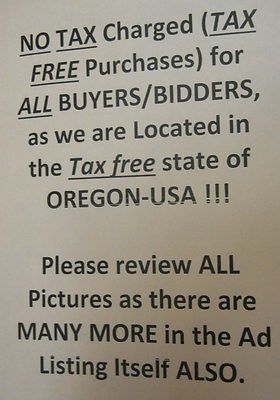 NO TAX Charged (TAX
FREE Purchases) for
ALL BUYERS/BIDDERS,
as we are Located in
the Tax free state of
OREGON-USA !!!
Please review ALL
Pictures as there are
MANY MORE in the Ad
Listing Itself ALSO.